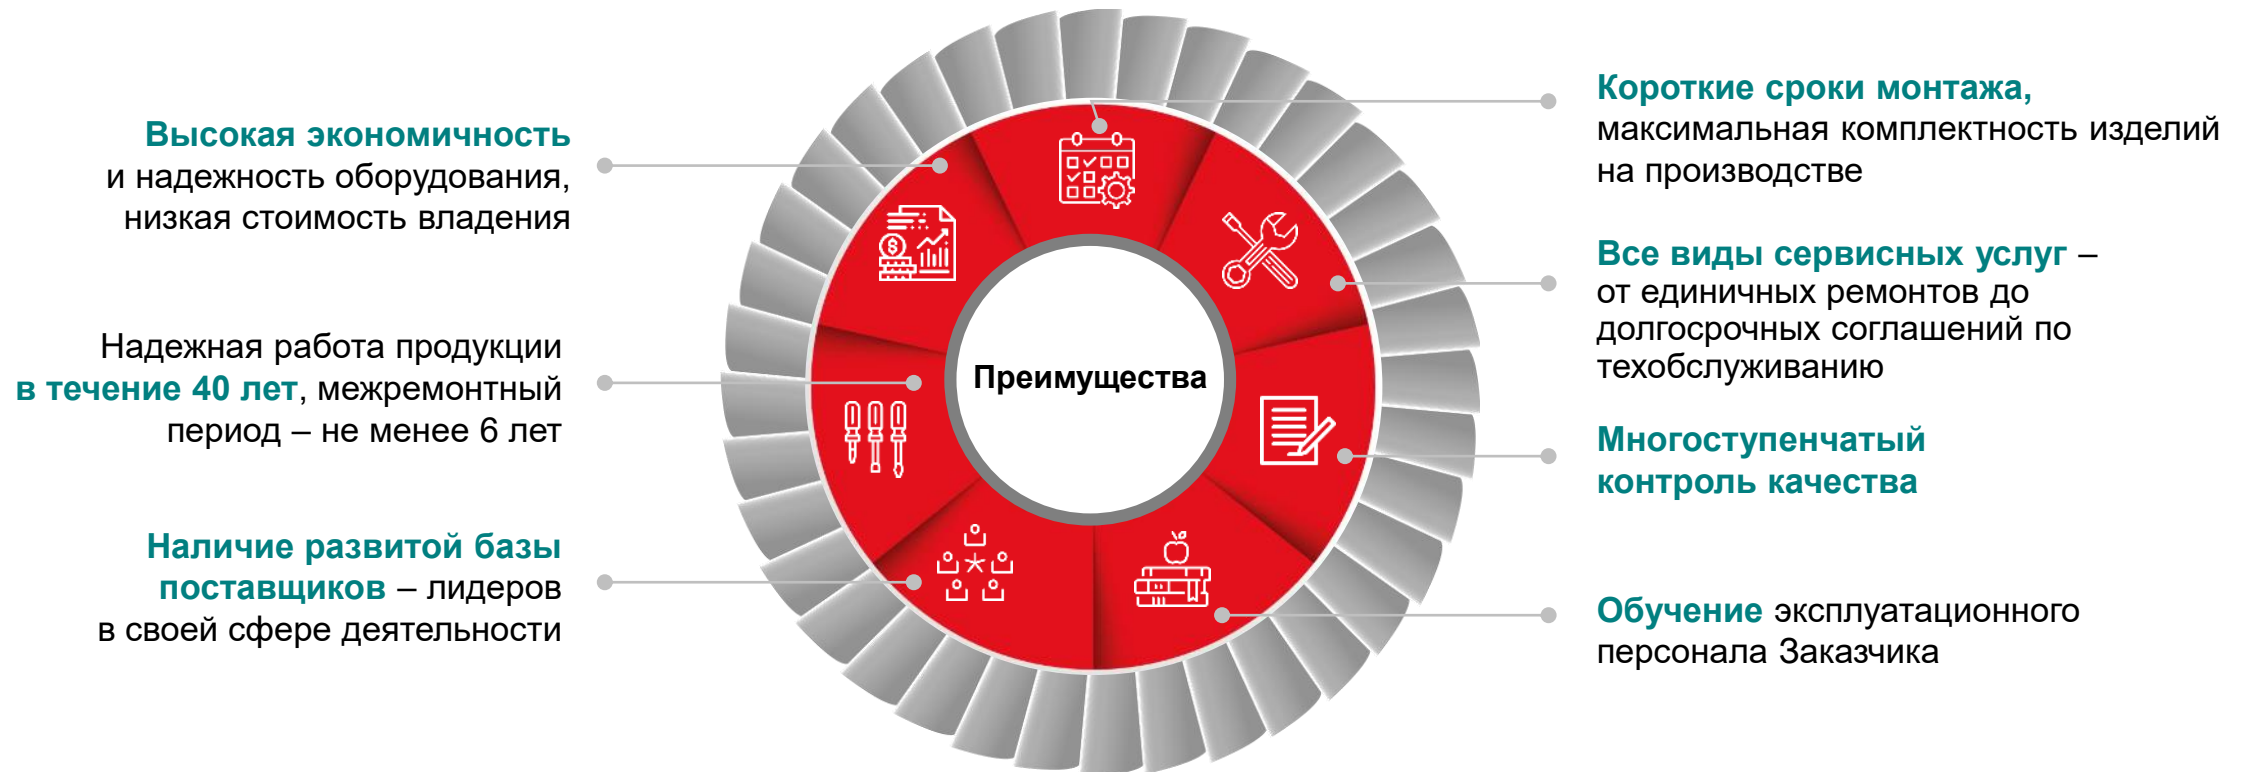 Высокая экономичность
и надежность оборудования,
низкая стоимость владения
Надежная работа продукции
в течение 40 лет, межремонтный
период – не менее 6 лет
Наличие развитой базы
поставщиков – лидеров
в своей сфере деятельности
Преимущества
Короткие сроки монтажа,
максимальная комплектность изделий
на производстве
Все виды сервисных услуг –
от единичных ремонтов до
долгосрочных соглашений по
техобслуживанию
Многоступенчатый
контроль качества
Обучение эксплуатационного
персонала Заказчика